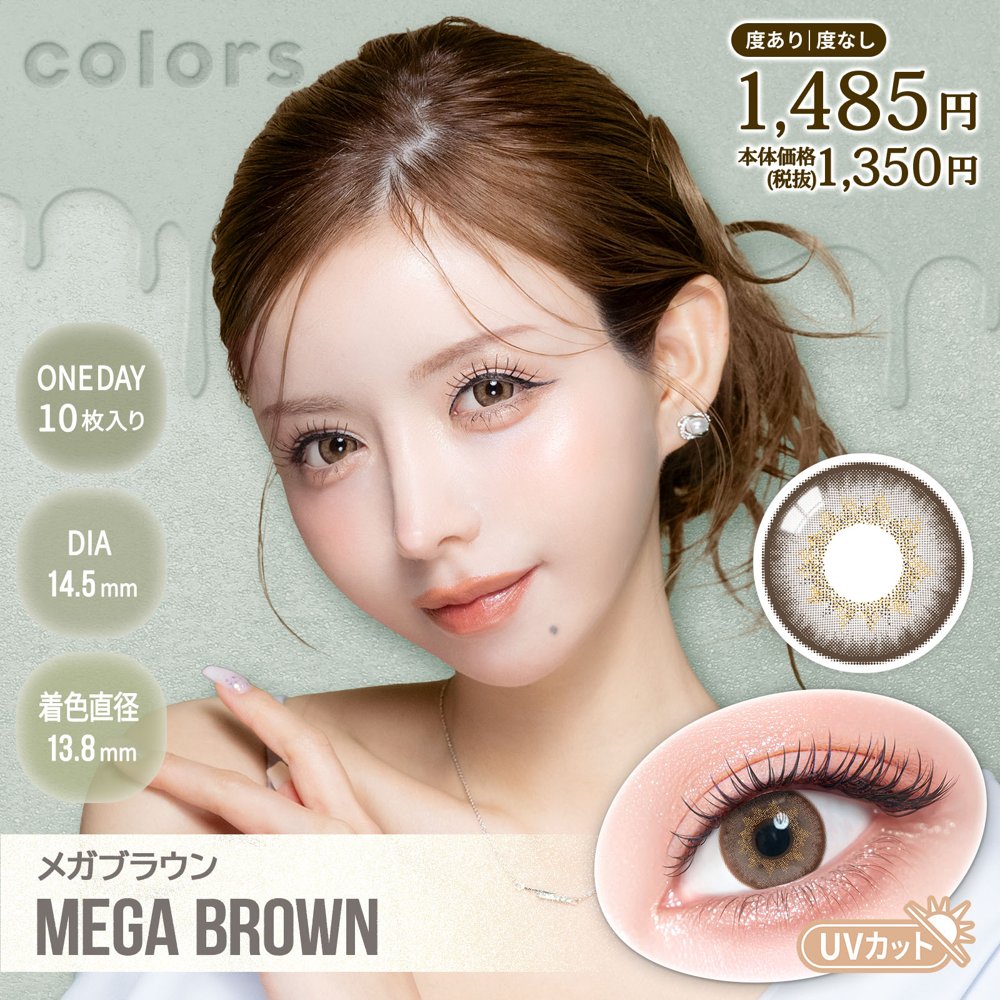 colors
度あり|度なし
1,485円
本体価格
(税抜)1,350円
ONE DAY
10枚入り
DIA
14.5mm
着色直径
13.8mm
メガブラウン
MEGA BROWN
UVカット